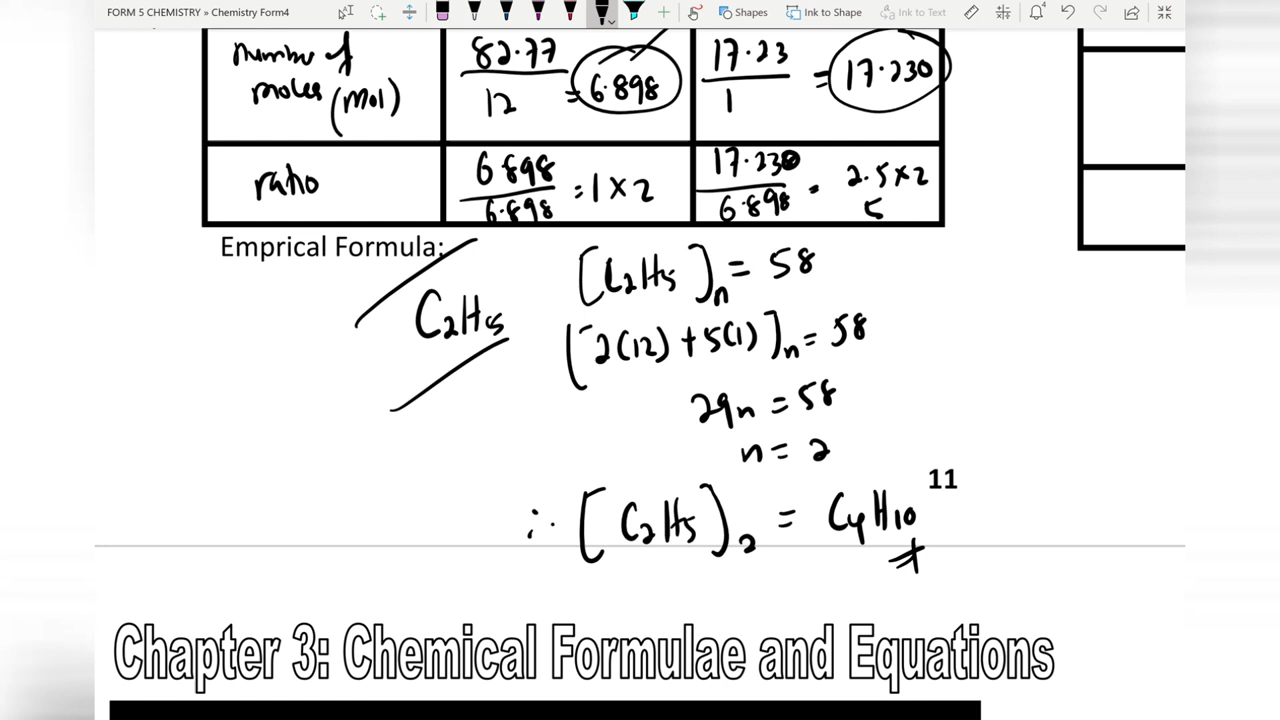 FORM 5 CHEMISTRY » Chemistry Form4
Shapes Ink to Shape Ink to Text
number of moles (mol)
82.77/12 = 6.898
17.23/1 = 17.230
ratio
6.898/6.898 = 1 × 2
17.230/6.898 = 2.5 × 2
5
Emprical Formula:
C2H5
[C2H5]n = 58
[2(12) + 5(1)]n = 58
29n = 58
n = 2
11
∴ [C2H5]2 = C4H10
Chapter 3: Chemical Formulae and Equations